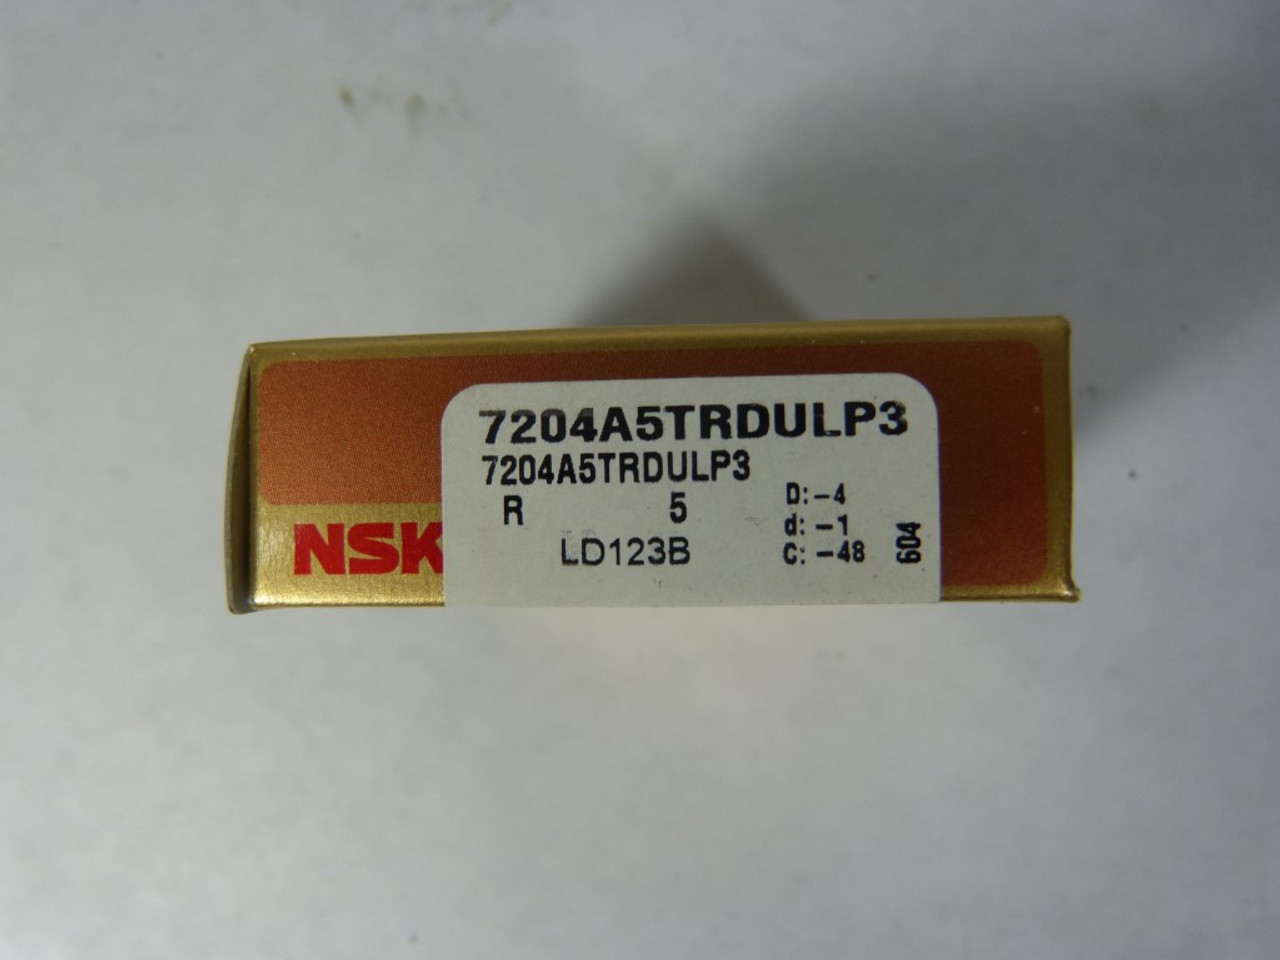 7204A5TRDULP3
7204A5TRDULP3
R 5 D:-4
d: -1
NSK LD123B C: -48
604